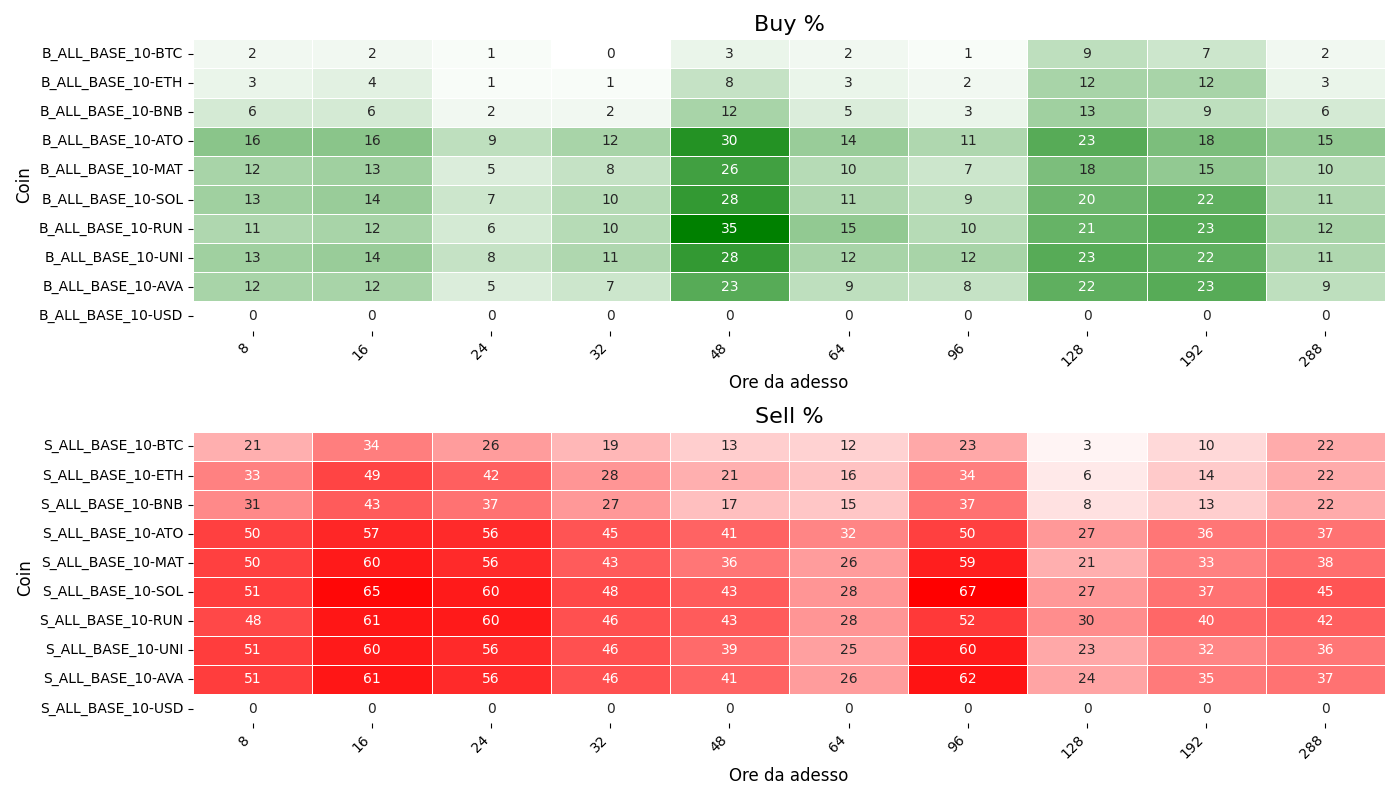 Buy %
Coin
B_ALL_BASE_10-BTC 2 2 1 0 3 2 1 9 7 2
B_ALL_BASE_10-ETH 3 4 1 1 8 3 2 12 12 3
B_ALL_BASE_10-BNB 6 6 2 2 12 5 3 13 9 6
B_ALL_BASE_10-ATO 16 16 9 12 30 14 11 23 18 15
B_ALL_BASE_10-MAT 12 13 5 8 26 10 7 18 15 10
B_ALL_BASE_10-SOL 13 14 7 10 28 11 9 20 22 11
B_ALL_BASE_10-RUN 11 12 6 10 35 15 10 21 23 12
B_ALL_BASE_10-UNI 13 14 8 11 28 12 12 23 22 11
B_ALL_BASE_10-AVA 12 12 5 7 23 9 8 22 23 9
B_ALL_BASE_10-USD 0 0 0 0 0 0 0 0 0 0
8 16 24 32 48 64 96 128 192 288
Ore da adesso
Sell %
Coin
S_ALL_BASE_10-BTC 21 34 26 19 13 12 23 3 10 22
S_ALL_BASE_10-ETH 33 49 42 28 21 16 34 6 14 22
S_ALL_BASE_10-BNB 31 43 37 27 17 15 37 8 13 22
S_ALL_BASE_10-ATO 50 57 56 45 41 32 50 27 36 37
S_ALL_BASE_10-MAT 50 60 56 43 36 26 59 21 33 38
S_ALL_BASE_10-SOL 51 65 60 48 43 28 67 27 37 45
S_ALL_BASE_10-RUN 48 61 60 46 43 28 52 30 40 42
S_ALL_BASE_10-UNI 51 60 56 46 39 25 60 23 32 36
S_ALL_BASE_10-AVA 51 61 56 46 41 26 62 24 35 37
S_ALL_BASE_10-USD 0 0 0 0 0 0 0 0 0 0
8 16 24 32 48 64 96 128 192 288
Ore da adesso